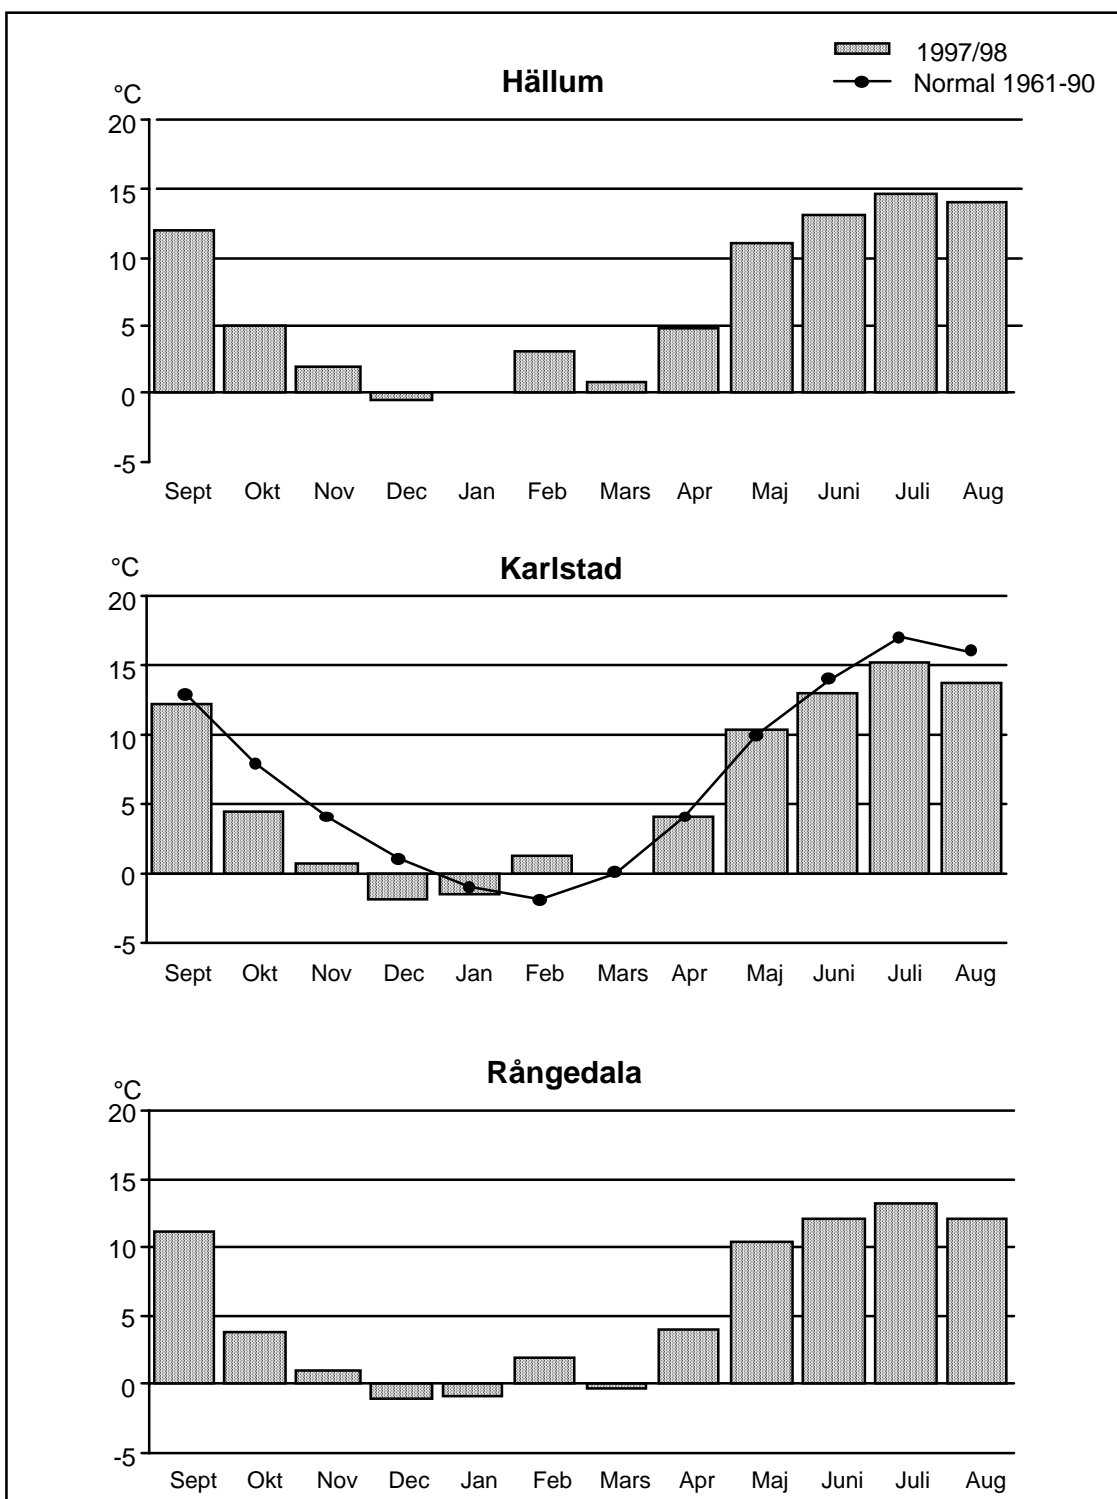 1997/98
Normal 1961-90
Hällum
°C
20
15
10
5
0
-5
Sept Okt Nov Dec Jan Feb Mars Apr Maj Juni Juli Aug
Karlstad
°C
20
15
10
5
0
-5
Sept Okt Nov Dec Jan Feb Mars Apr Maj Juni Juli Aug
Rångedala
°C
20
15
10
5
0
-5
Sept Okt Nov Dec Jan Feb Mars Apr Maj Juni Juli Aug